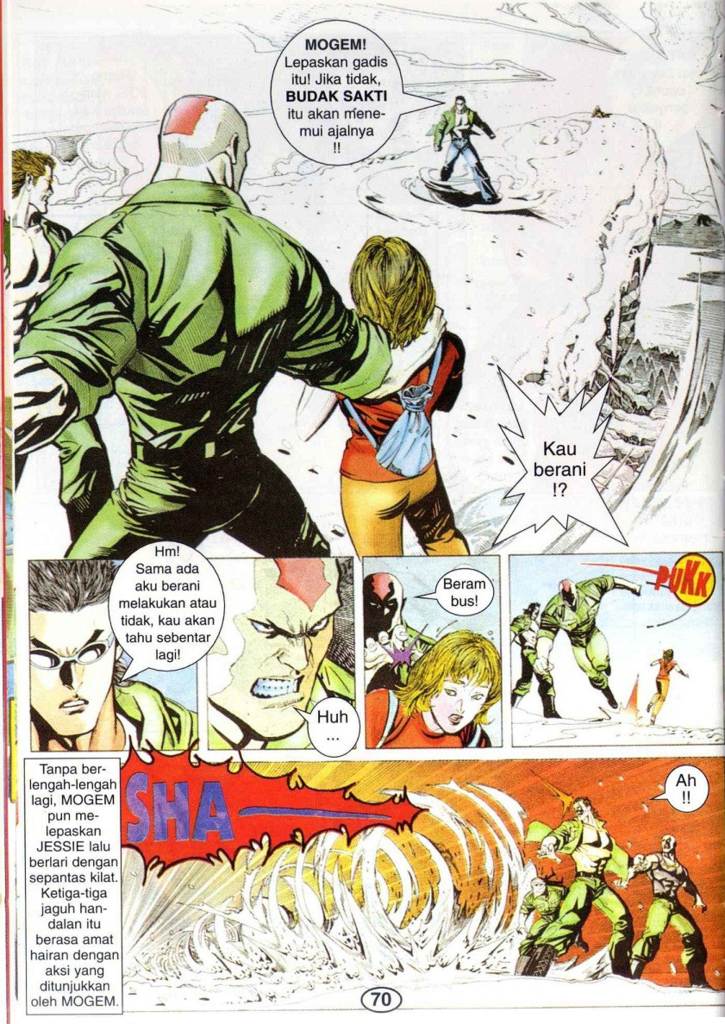 MOGEM!
Lepaskan gadis
itu! Jika tidak,
BUDAK SAKTI
itu akan mene-
mui ajalnya
!!
Kau
berani
!?
Hm!
Sama ada
aku berani
melakukan atau
tidak, kau akan
tahu sebentar
lagi!
Huh
...
Beram
bus!
PUKK
Tanpa ber-
lengah-lengah
lagi, MOGEM
pun me-
lepaskan
JESSIE lalu
berlari dengan
sepantas kilat.
Ketiga-tiga
jaguh han-
dalan itu
berasa amat
hairan dengan
aksi yang
ditunjukkan
oleh MOGEM.
SHA
Ah
!!
70